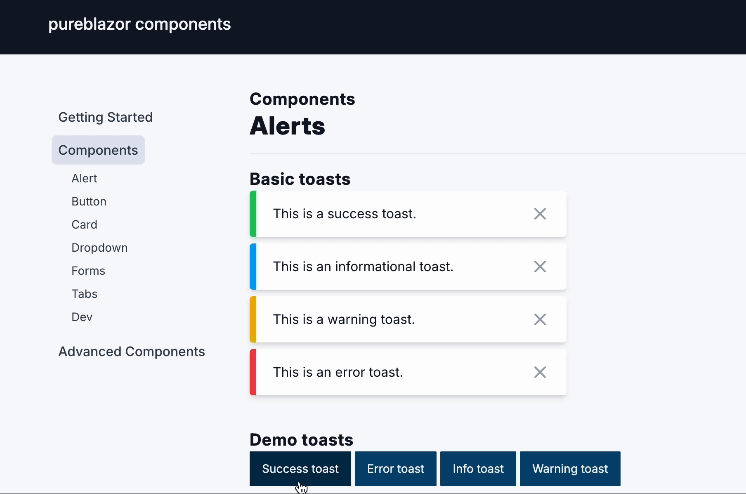 pureblazor components
Getting Started
Components
Alert
Button
Card
Dropdown
Forms
Tabs
Dev
Advanced Components
Components
Alerts
Basic toasts
This is a success toast.
This is an informational toast.
This is a warning toast.
This is an error toast.
Demo toasts
Success toast Error toast Info toast Warning toast